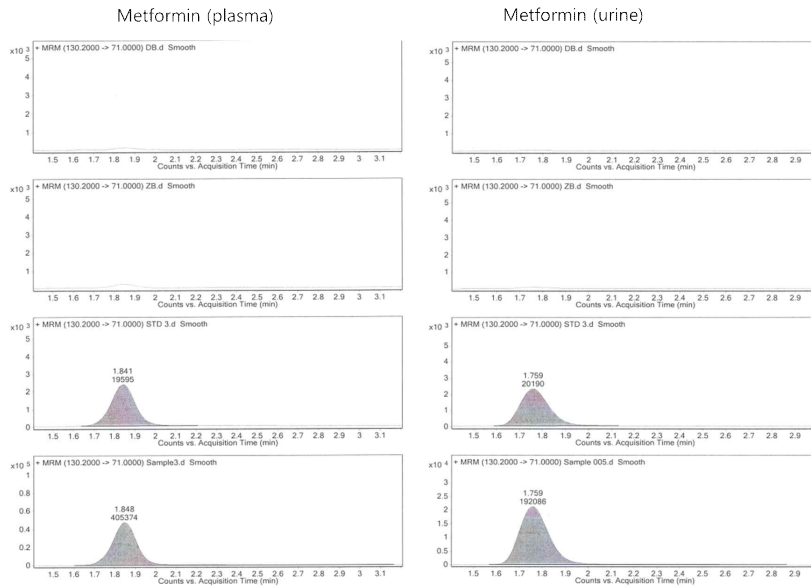 Metformin (plasma)
x10 3
+ MRM (130.2000 -> 71.0000) DB.d Smooth
5
4
3
2
1
1.5 1.6 1.7 1.8 1.9 2 2.1 2.2 2.3 2.4 2.5 2.6 2.7 2.8 2.9 3 3.1
Counts vs. Acquisition Time (min)
x10 3
+ MRM (130.2000 -> 71.0000) ZB.d Smooth
5
4
3
2
1
1.5 1.6 1.7 1.8 1.9 2 2.1 2.2 2.3 2.4 2.5 2.6 2.7 2.8 2.9 3 3.1
Counts vs. Acquisition Time (min)
x10 3
+ MRM (130.2000 -> 71.0000) STD 3.d Smooth
5
4
3
2
1
0
1.841
19595
1.5 1.6 1.7 1.8 1.9 2 2.1 2.2 2.3 2.4 2.5 2.6 2.7 2.8 2.9 3 3.1
Counts vs. Acquisition Time (min)
x10 5
+ MRM (130.2000 -> 71.0000) Sample3.d Smooth
1
0.8
0.6
0.4
0.2
0
1.848
405374
1.5 1.6 1.7 1.8 1.9 2 2.1 2.2 2.3 2.4 2.5 2.6 2.7 2.8 2.9 3 3.1
Counts vs. Acquisition Time (min)
Metformin (urine)
x10 3
+ MRM (130.2000 -> 71.0000) DB.d Smooth
5
4
3
2
1
1.5 1.6 1.7 1.8 1.9 2 2.1 2.2 2.3 2.4 2.5 2.6 2.7 2.8 2.9
Counts vs. Acquisition Time (min)
x10 3
+ MRM (130.2000 -> 71.0000) ZB.d Smooth
5
4
3
2
1
1.5 1.6 1.7 1.8 1.9 2 2.1 2.2 2.3 2.4 2.5 2.6 2.7 2.8 2.9
Counts vs. Acquisition Time (min)
x10 3
+ MRM (130.2000 -> 71.0000) STD 3.d Smooth
5
4
3
2
1
0
1.759
20190
1.5 1.6 1.7 1.8 1.9 2 2.1 2.2 2.3 2.4 2.5 2.6 2.7 2.8 2.9
Counts vs. Acquisition Time (min)
x10 4
+ MRM (130.2000 -> 71.0000) Sample 005.d Smooth
3
2.5
2
1.5
1
0.5
0
1.759
192086
1.5 1.6 1.7 1.8 1.9 2 2.1 2.2 2.3 2.4 2.5 2.6 2.7 2.8 2.9
Counts vs. Acquisition Time (min)